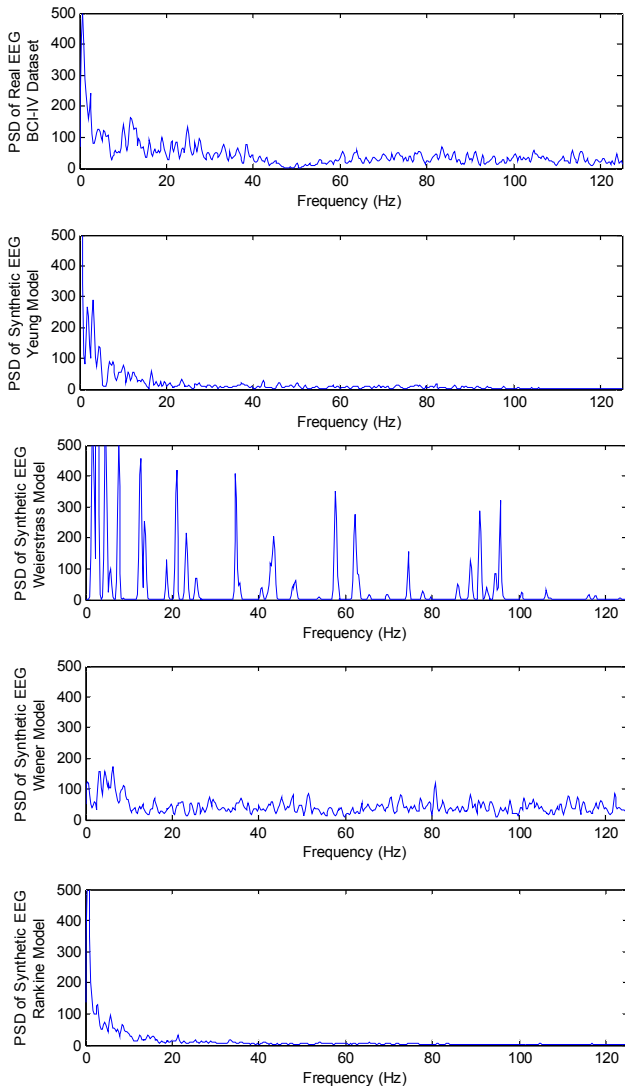 PSD of Real EEG
BCI-IV Dataset
500
400
300
200
100
0
0 20 40 60 80 100 120
Frequency (Hz)
PSD of Synthetic EEG
Yeung Model
500
400
300
200
100
0
0 20 40 60 80 100 120
Frequency (Hz)
PSD of Synthetic EEG
Weierstrass Model
500
400
300
200
100
0
0 20 40 60 80 100 120
Frequency (Hz)
PSD of Synthetic EEG
Wiener Model
500
400
300
200
100
0
0 20 40 60 80 100 120
Frequency (Hz)
PSD of Synthetic EEG
Rankine Model
500
400
300
200
100
0
0 20 40 60 80 100 120
Frequency (Hz)